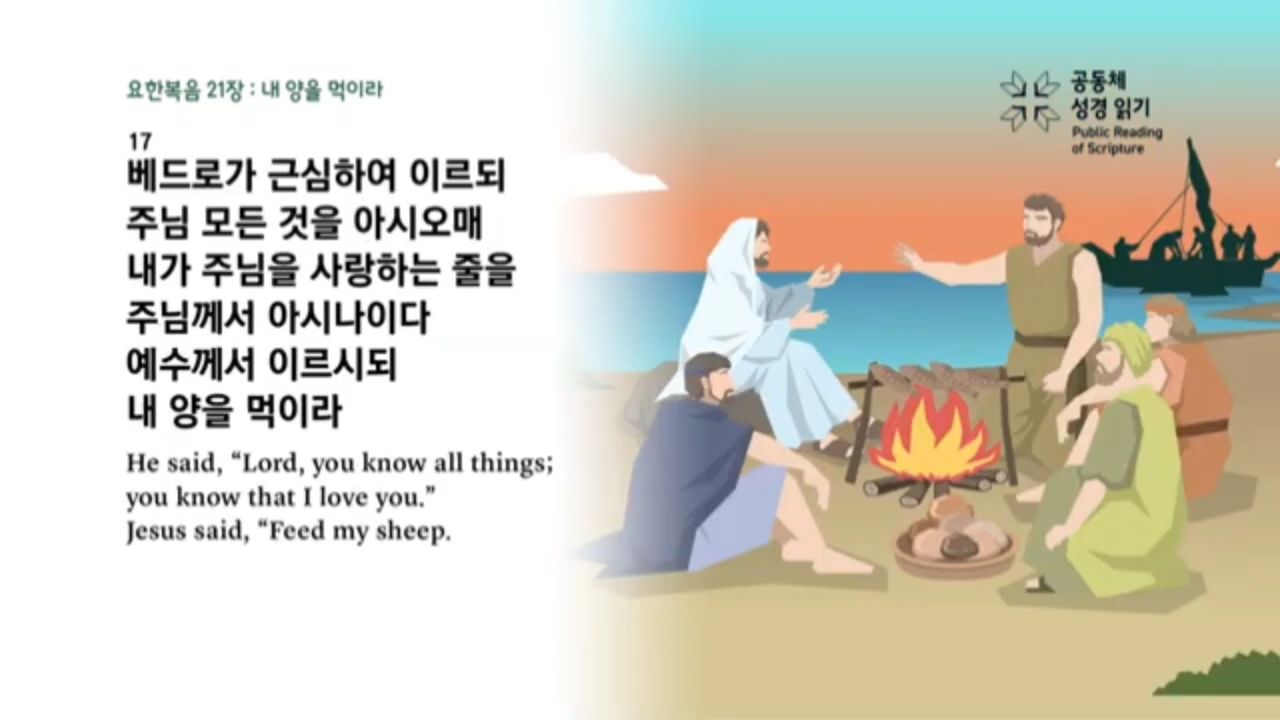 요한복음 21장 : 내 양을 먹이라
17
베드로가 근심하여 이르되
주님 모든 것을 아시오매
내가 주님을 사랑하는 줄을
주님께서 아시나이다
예수께서 이르시되
내 양을 먹이라
He said, “Lord, you know all things;
you know that I love you.”
Jesus said, “Feed my sheep.
공동체
성경 읽기
Public Reading
of Scripture